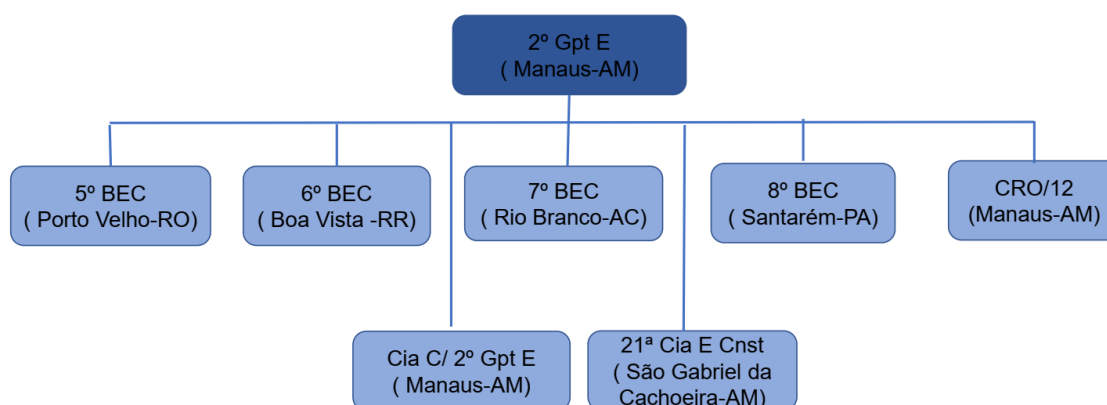 2º Gpt E
( Manaus-AM)
5º BEC
( Porto Velho-RO)
6º BEC
( Boa Vista -RR)
7º BEC
( Rio Branco-AC)
8º BEC
( Santarém-PA)
CRO/12
(Manaus-AM)
Cia C/ 2º Gpt E
( Manaus-AM)
21ª Cia E Cnst
( São Gabriel da
Cachoeira-AM)